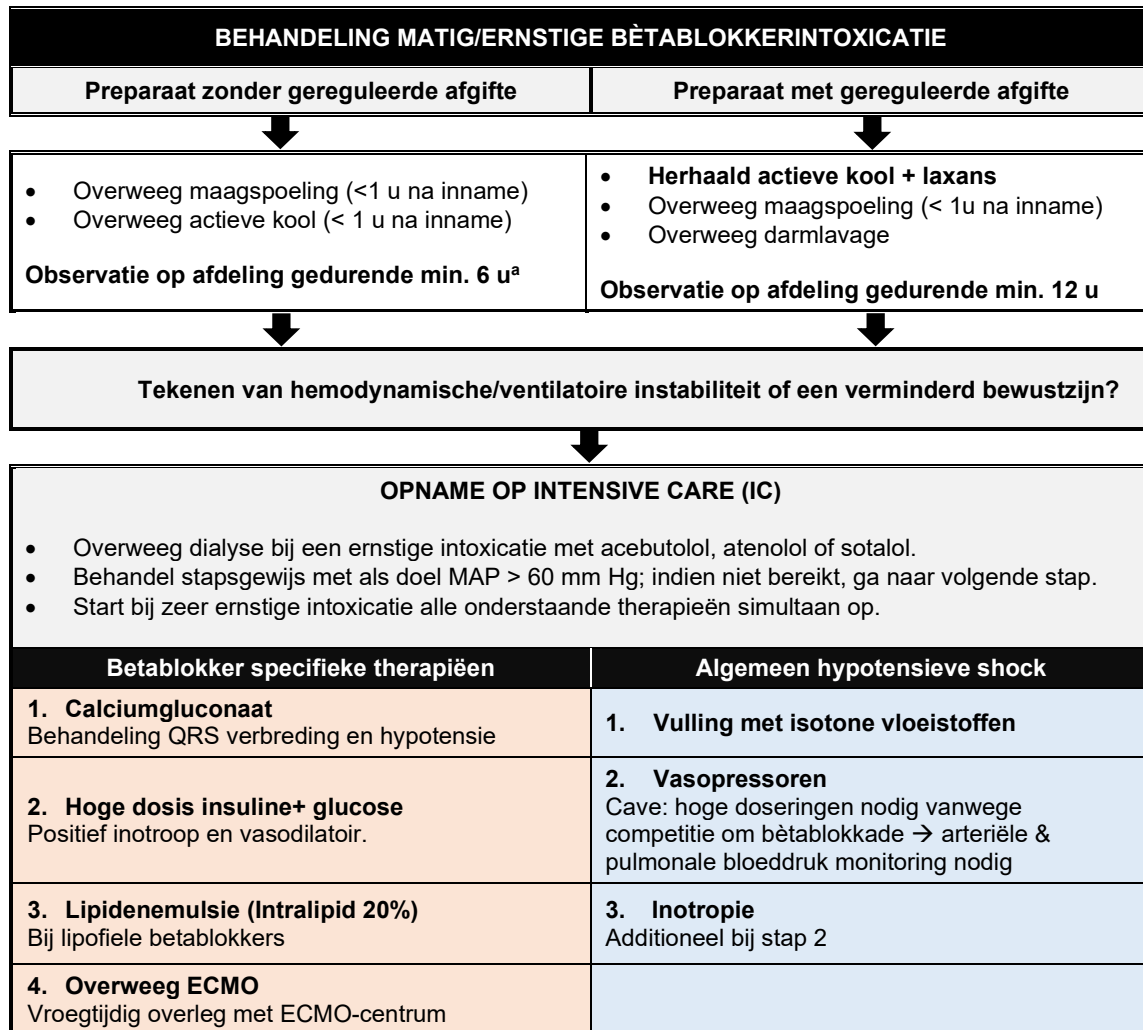 BEHANDELING MATIG/ERNSTIGE BÈTABLOKKERINTOXICATIE
Preparaat zonder gereguleerde afgifte
Preparaat met gereguleerde afgifte
• Overweeg maagspoeling (<1 u na inname)
• Overweeg actieve kool (< 1 u na inname)
Observatie op afdeling gedurende min. 6 uᵃ
• Herhaald actieve kool + laxans
• Overweeg maagspoeling (< 1u na inname)
• Overweeg darmlavage
Observatie op afdeling gedurende min. 12 u
Tekenen van hemodynamische/ventilatoire instabiliteit of een verminderd bewustzijn?
OPNAME OP INTENSIVE CARE (IC)
• Overweeg dialyse bij een ernstige intoxicatie met acebutolol, atenolol of sotalol.
• Behandel stapsgewijs met als doel MAP > 60 mm Hg; indien niet bereikt, ga naar volgende stap.
• Start bij zeer ernstige intoxicatie alle onderstaande therapieën simultaan op.
Betablokker specifieke therapiëen
Algemeen hypotensieve shock
1. Calciumgluconaat
Behandeling QRS verbreding en hypotensie
1. Vulling met isotone vloeistoffen
2. Hoge dosis insuline+ glucose
Positief inotroop en vasodilatoir.
2. Vasopressoren
Cave: hoge doseringen nodig vanwege
competitie om bètablokkade → arteriële &
pulmonale bloeddruk monitoring nodig
3. Lipidenemulsie (Intralipid 20%)
Bij lipofiele betablokkers
3. Inotropie
Additioneel bij stap 2
4. Overweeg ECMO
Vroegtijdig overleg met ECMO-centrum